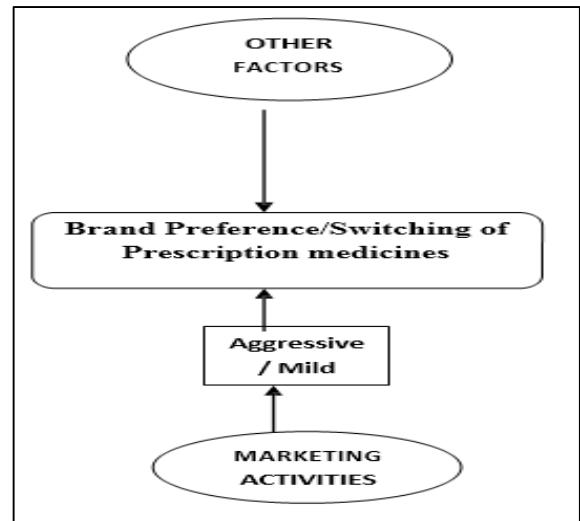 OTHER
FACTORS
Brand Preference/Switching of
Prescription medicines
Aggressive
/ Mild
MARKETING
ACTIVITIES